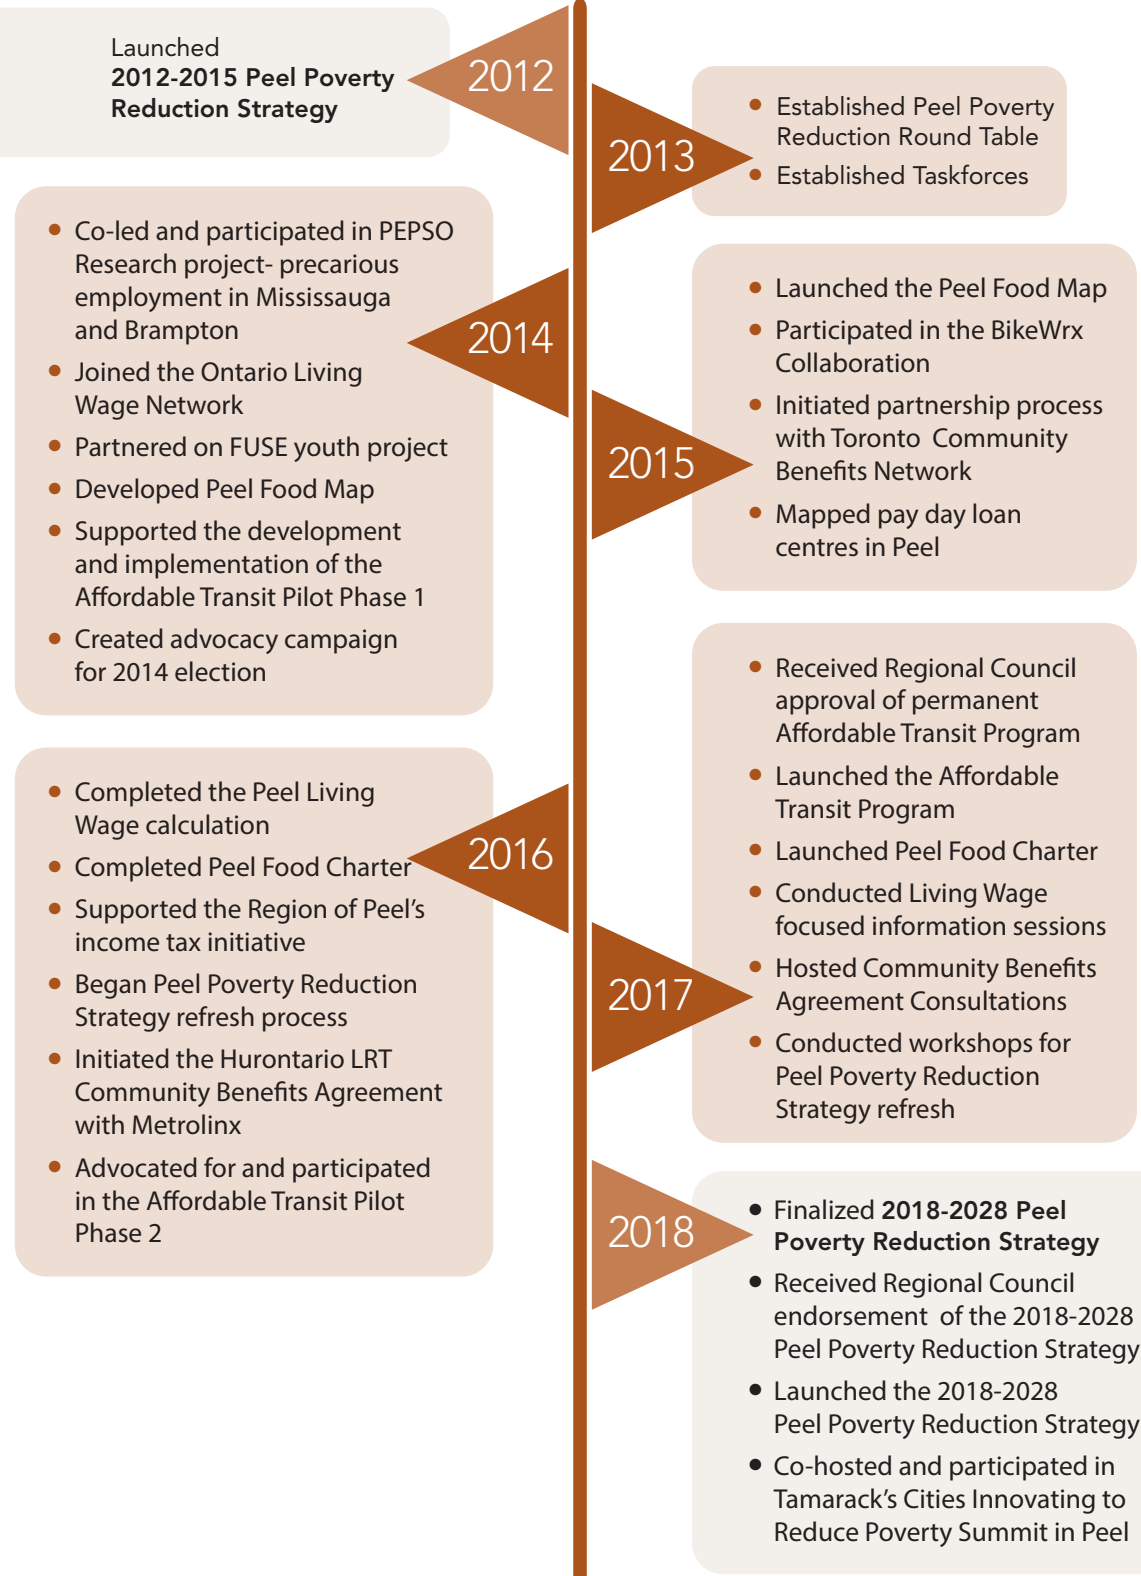 Launched
2012-2015 Peel Poverty
Reduction Strategy
2012
2013
• Established Peel Poverty
Reduction Round Table
• Established Taskforces
• Co-led and participated in PEPSO
Research project- precarious
employment in Mississauga
and Brampton
• Joined the Ontario Living
Wage Network
• Partnered on FUSE youth project
• Developed Peel Food Map
• Supported the development
and implementation of the
Affordable Transit Pilot Phase 1
• Created advocacy campaign
for 2014 election
2014
2015
• Launched the Peel Food Map
• Participated in the BikeWrx
Collaboration
• Initiated partnership process
with Toronto Community
Benefits Network
• Mapped pay day loan
centres in Peel
• Completed the Peel Living
Wage calculation
• Completed Peel Food Charter
• Supported the Region of Peel's
income tax initiative
• Began Peel Poverty Reduction
Strategy refresh process
• Initiated the Hurontario LRT
Community Benefits Agreement
with Metrolinx
• Advocated for and participated
in the Affordable Transit Pilot
Phase 2
2016
2017
• Received Regional Council
approval of permanent
Affordable Transit Program
• Launched the Affordable
Transit Program
• Launched Peel Food Charter
• Conducted Living Wage
focused information sessions
• Hosted Community Benefits
Agreement Consultations
• Conducted workshops for
Peel Poverty Reduction
Strategy refresh
2018
• Finalized 2018-2028 Peel
Poverty Reduction Strategy
• Received Regional Council
endorsement of the 2018-2028
Peel Poverty Reduction Strategy
• Launched the 2018-2028
Peel Poverty Reduction Strategy
• Co-hosted and participated in
Tamarack's Cities Innovating to
Reduce Poverty Summit in Peel